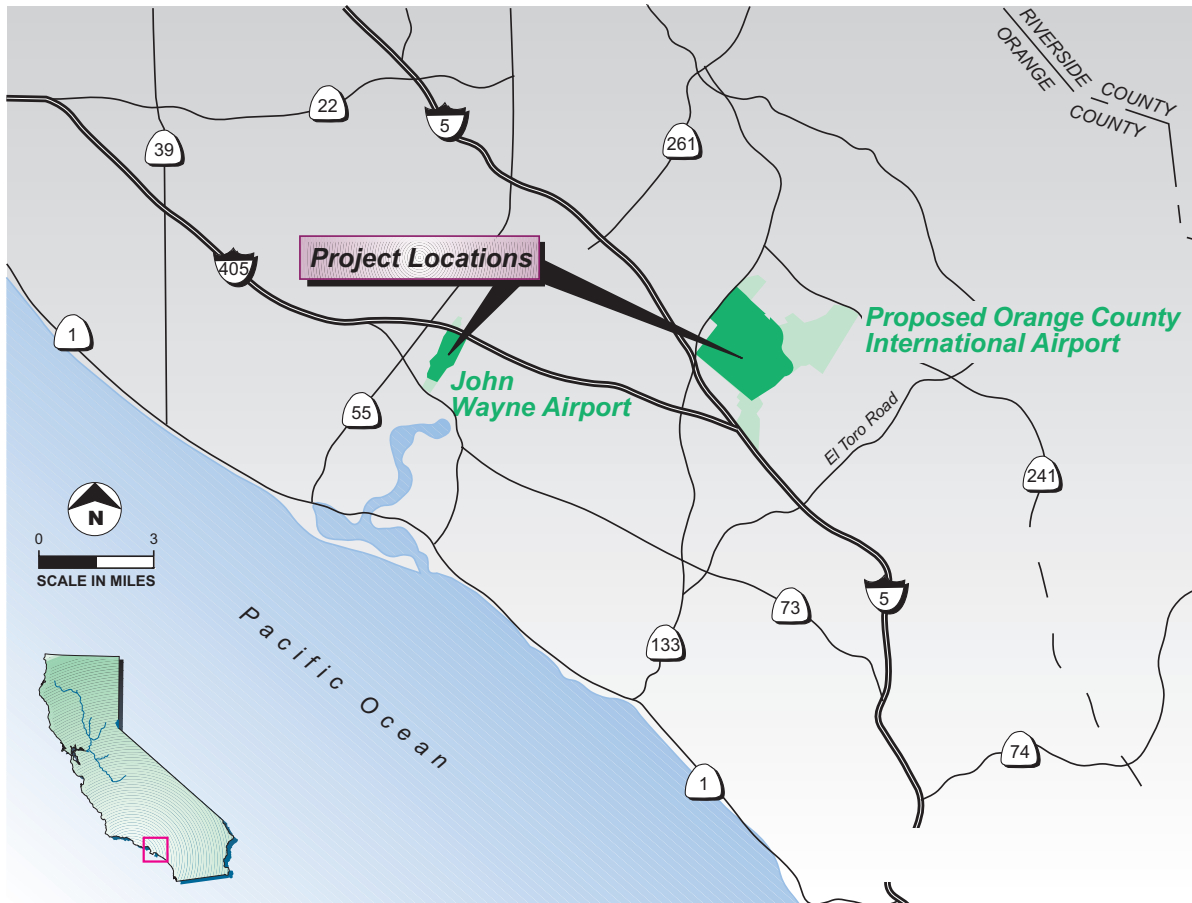 RIVERSIDE COUNTY
ORANGE COUNTY
22
5
39
261
Project Locations
405
1
Proposed Orange County
International Airport
John
Wayne Airport
55
El Toro Road
241
N
0 3
SCALE IN MILES
5
73
133
Pacific Ocean
74
1